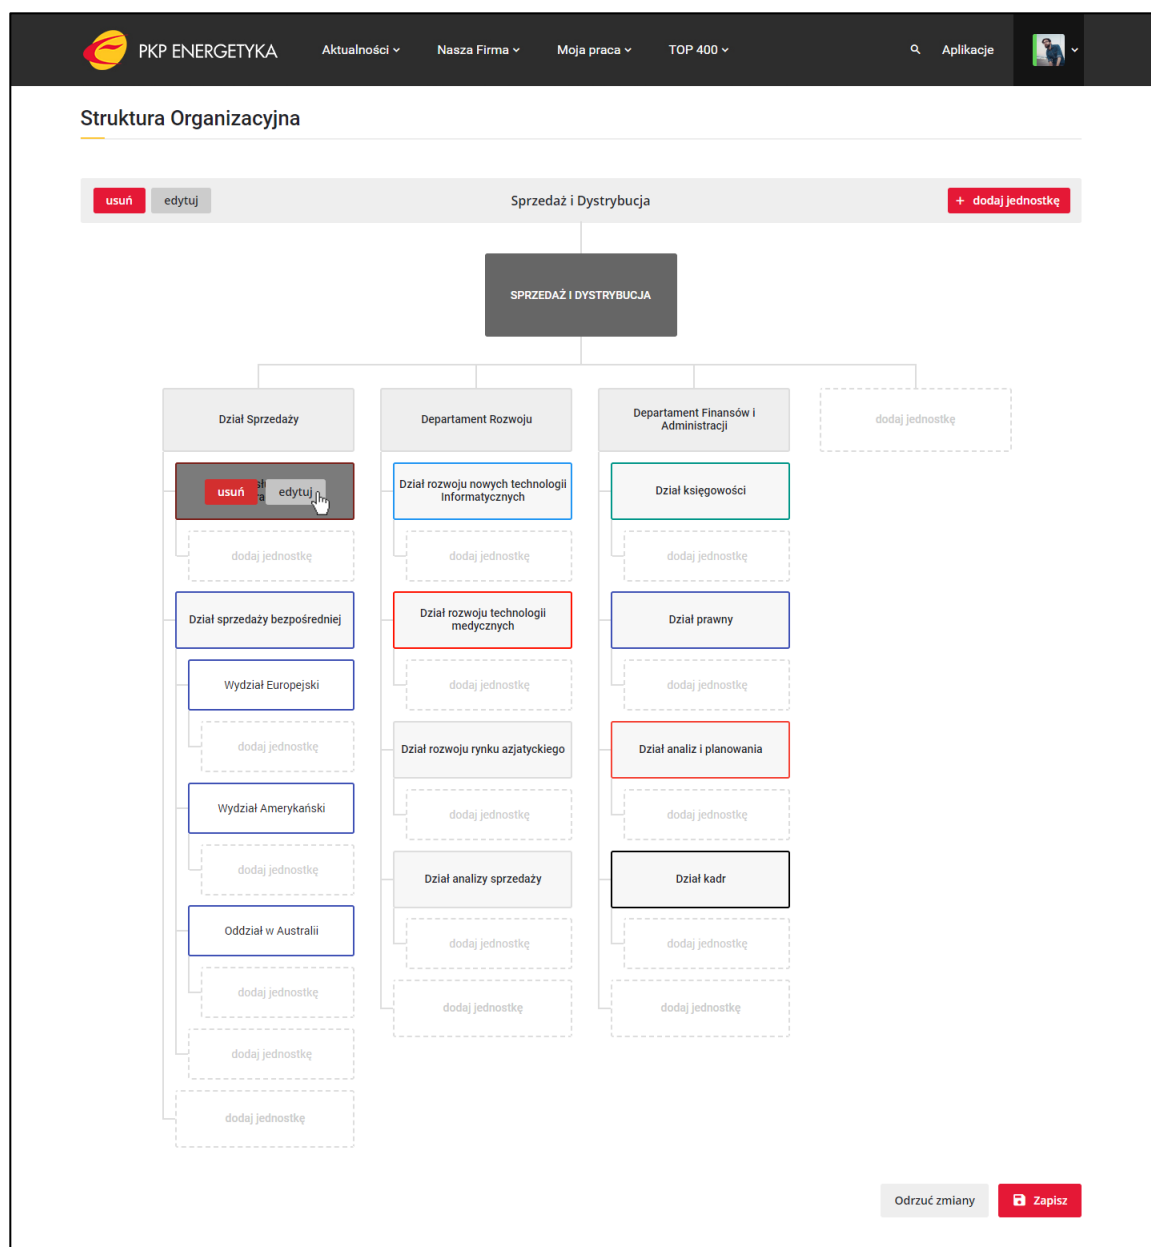 PKP ENERGETYKA
Aktualności
Nasza Firma
Moja praca
TOP 400
Aplikacje
Struktura Organizacyjna
usuń
edytuj
Sprzedaż i Dystrybucja
+ dodaj jednostkę
SPRZEDAŻ I DYSTRYBUCJA
Dział Sprzedaży
Departament Rozwoju
Departament Finansów i
Administracji
dodaj jednostkę
usuń
edytuj
Dział rozwoju nowych technologii
Informatycznych
Dział księgowości
dodaj jednostkę
dodaj jednostkę
dodaj jednostkę
Dział sprzedaży bezpośredniej
Dział rozwoju technologii
medycznych
Dział prawny
Wydział Europejski
dodaj jednostkę
dodaj jednostkę
dodaj jednostkę
Dział rozwoju rynku azjatyckiego
Dział analiz i planowania
Wydział Amerykański
dodaj jednostkę
dodaj jednostkę
dodaj jednostkę
Dział analizy sprzedaży
Dział kadr
Oddział w Australii
dodaj jednostkę
dodaj jednostkę
dodaj jednostkę
dodaj jednostkę
dodaj jednostkę
dodaj jednostkę
dodaj jednostkę
Odrzuć zmiany
Zapisz